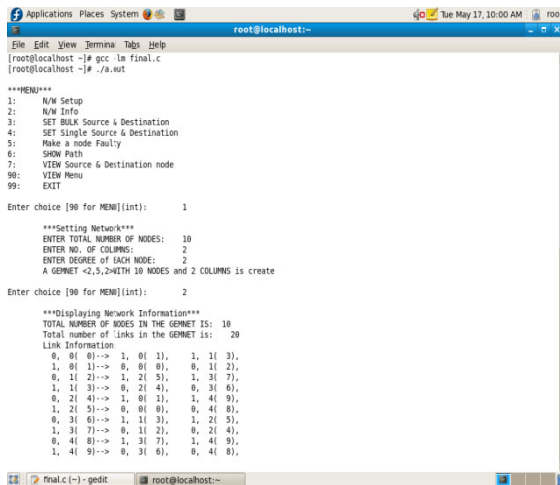 Applications Places System Tue May 17, 10:00 AM roo
root@localhost:~
File Edit View Terminal Tabs Help
[root@localhost ~]# gcc -lm final.c
[root@localhost ~]# ./a.out
***MENU***
1: N/W Setup
2: N/W Info
3: SET BULK Source & Destination
4: SET Single Source & Destination
5: Make a node Faulty
6: SHOW Path
7: VIEW Source & Destination node
90: VIEW Menu
99: EXIT
Enter choice [90 for MENU](int): 1
***Setting Network***
ENTER TOTAL NUMBER OF NODES: 10
ENTER NO. OF COLUMNS: 2
ENTER DEGREE of EACH NODE: 2
A GEMNET <2,5,2>WITH 10 NODES and 2 COLUMNS is create
Enter choice [90 for MENU](int): 2
***Displaying Network Information***
TOTAL NUMBER OF NODES IN THE GEMNET IS: 10
Total number of links in the GEMNET is: 20
Link Information
0, 0( 0)--> 1, 0( 1), 1, 1( 3),
1, 0( 1)--> 0, 0( 0), 0, 1( 2),
0, 1( 2)--> 1, 2( 5), 1, 3( 7),
1, 1( 3)--> 0, 2( 4), 0, 3( 6),
0, 2( 4)--> 1, 0( 1), 1, 4( 9),
1, 2( 5)--> 0, 0( 0), 0, 4( 8),
0, 3( 6)--> 1, 1( 3), 1, 2( 5),
1, 3( 7)--> 0, 1( 2), 0, 2( 4),
0, 4( 8)--> 1, 3( 7), 1, 4( 9),
1, 4( 9)--> 0, 3( 6), 0, 4( 8),
final.c (~) - gedit root@localhost:~